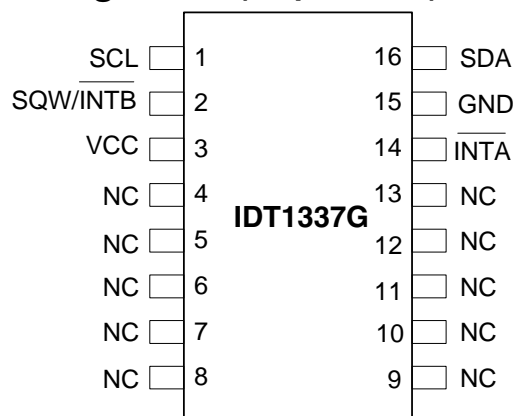 SCL 1 16 SDA
SQW/INTB 2 15 GND
VCC 3 14 INTA
NC 4 13 NC
IDT1337G
NC 5 12 NC
NC 6 11 NC
NC 7 10 NC
NC 8 9 NC